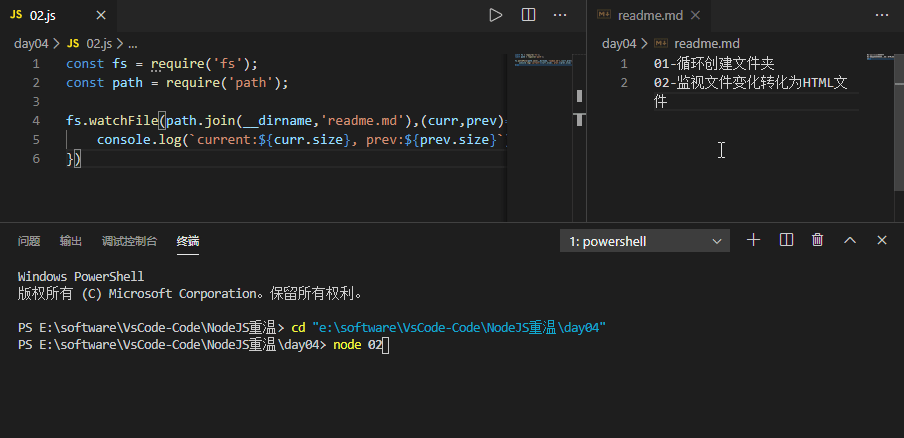 JS 02.js
day04 > JS 02.js > ...
1 const fs = require('fs');
2 const path = require('path');
3
4 fs.watchFile(path.join(__dirname,'readme.md'),(curr,prev)=
5 console.log(`current:${curr.size}, prev:${prev.size}`)
6 })
readme.md
day04 > readme.md
1 01-循环创建文件夹
2 02-监视文件变化转化为HTML文
件
问题 输出 调试控制台 终端 1: powershell
Windows PowerShell
版权所有 (C) Microsoft Corporation。保留所有权利。
PS E:\software\VsCode-Code\NodeJS重温> cd "e:\software\VsCode-Code\NodeJS重温\day04"
PS E:\software\VsCode-Code\NodeJS重温\day04> node 02